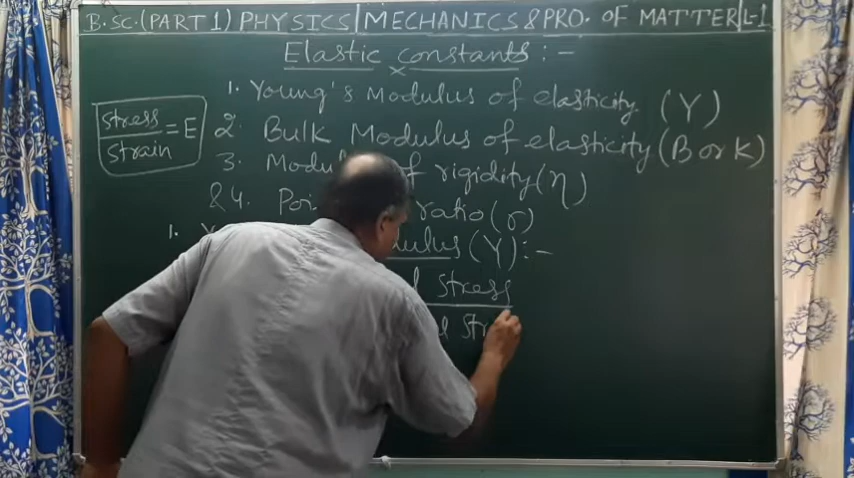 B.SC.(PART 1) PHYSICS | MECHANICS & PRO. OF MATTER | L-1
Elastic constants :-
1. Young's Modulus of elasticity (Y)
stress
strain
= E
2. Bulk Modulus of elasticity (B or K)
3. Modul of rigidity (η)
& 4. Poi ratio (σ)
1. Y ulus (Y) :-
l stress
l str